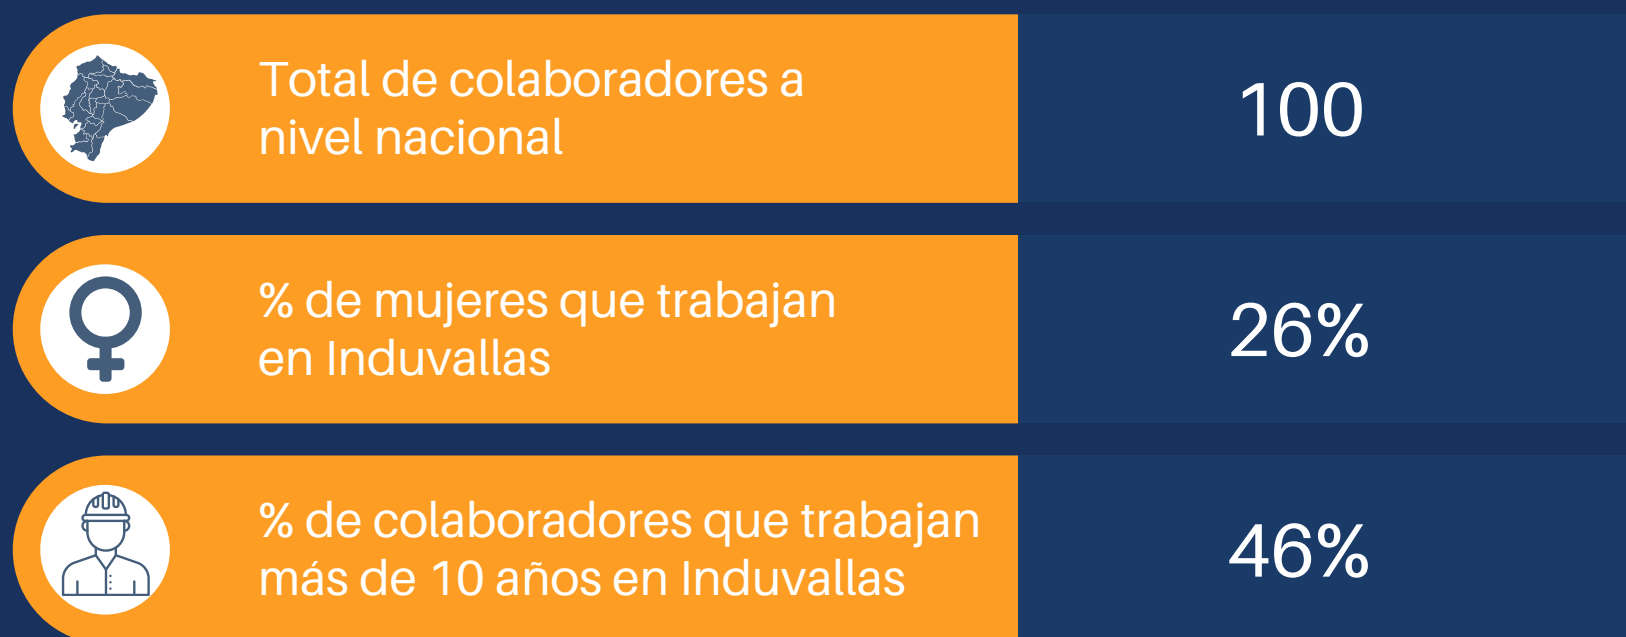 Total de colaboradores a
nivel nacional
100
% de mujeres que trabajan
en Induvallas
26%
% de colaboradores que trabajan
más de 10 años en Induvallas
46%